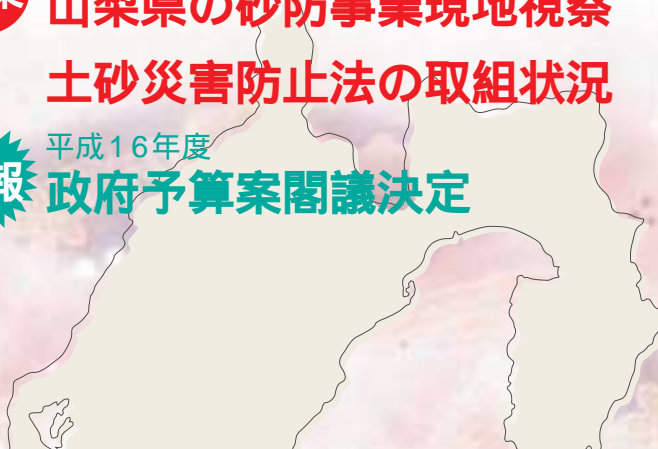 山梨県の砂防事業現地視察
土砂災害防止法の取組状況
平成16年度
報
政府予算案閣議決定